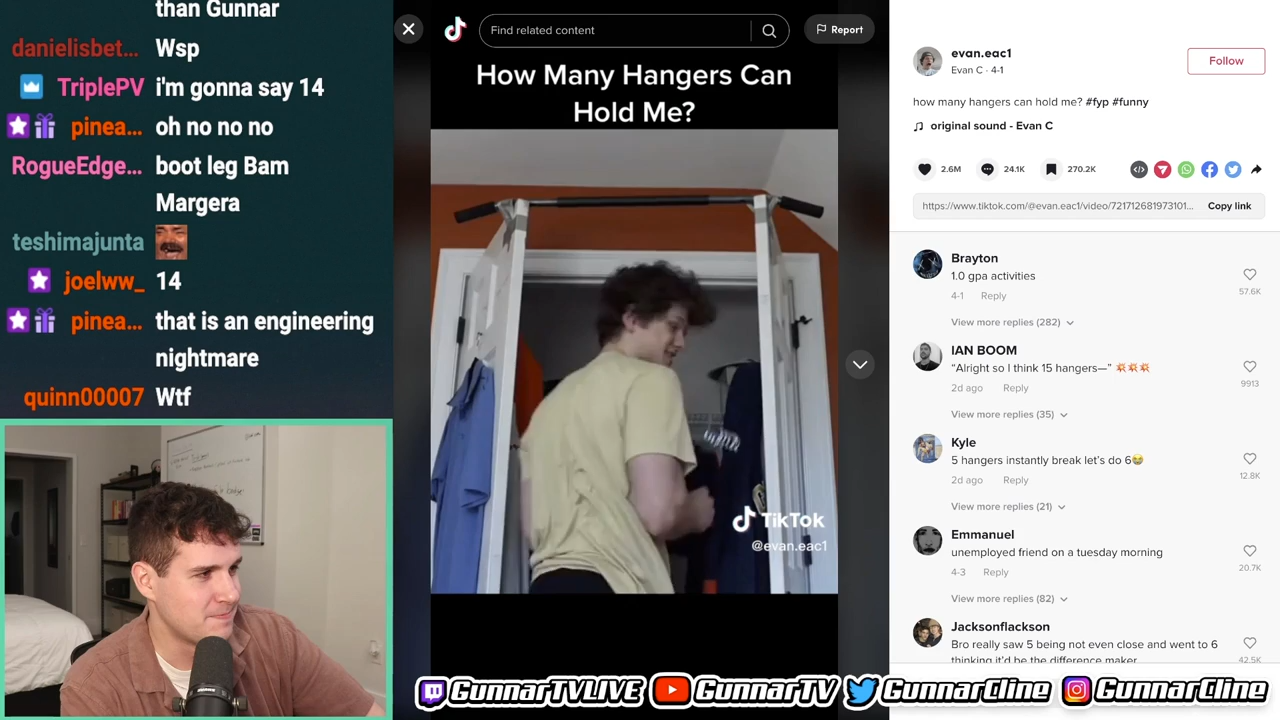 than Gunnar
danielisbet... Wsp
TriplePV i'm gonna say 14
pinea... oh no no no
RogueEdge... boot leg Bam
Margera
teshimajunta
joelww_ 14
pinea... that is an engineering
nightmare
quinn00007 Wtf
Find related content
Report
How Many Hangers Can
Hold Me?
TikTok
@evan.eac1
evan.eac1
Evan C · 4-1
Follow
how many hangers can hold me? #fyp #funny
original sound - Evan C
2.6M 24.1K 270.2K
https://www.tiktok.com/@evan.eac1/video/721712681973101... Copy link
Brayton
1.0 gpa activities
4-1 Reply
57.6K
View more replies (282)
IAN BOOM
“Alright so I think 15 hangers—” 💥💥💥
2d ago Reply
9913
View more replies (35)
Kyle
5 hangers instantly break let’s do 6😂
2d ago Reply
12.8K
View more replies (21)
Emmanuel
unemployed friend on a tuesday morning
4-3 Reply
20.7K
View more replies (82)
Jacksonflackson
Bro really saw 5 being not even close and went to 6
thinking it’d be the difference maker
42.5K
GunnarTVLIVE GunnarTV GunnarCline GunnarCline